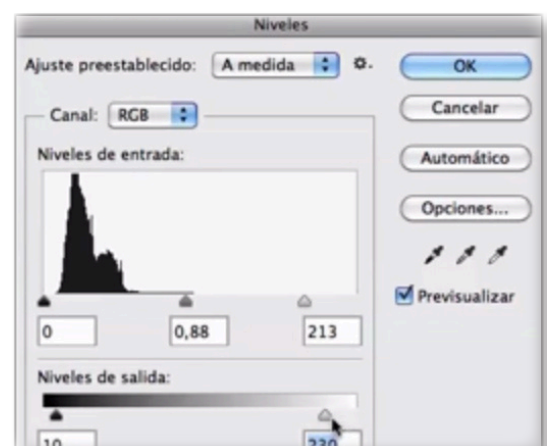 Niveles
Ajuste preestablecido: A medida
OK
Canal: RGB
Cancelar
Niveles de entrada:
Automático
Opciones...
Previsualizar
0 0,88 213
Niveles de salida:
10 230